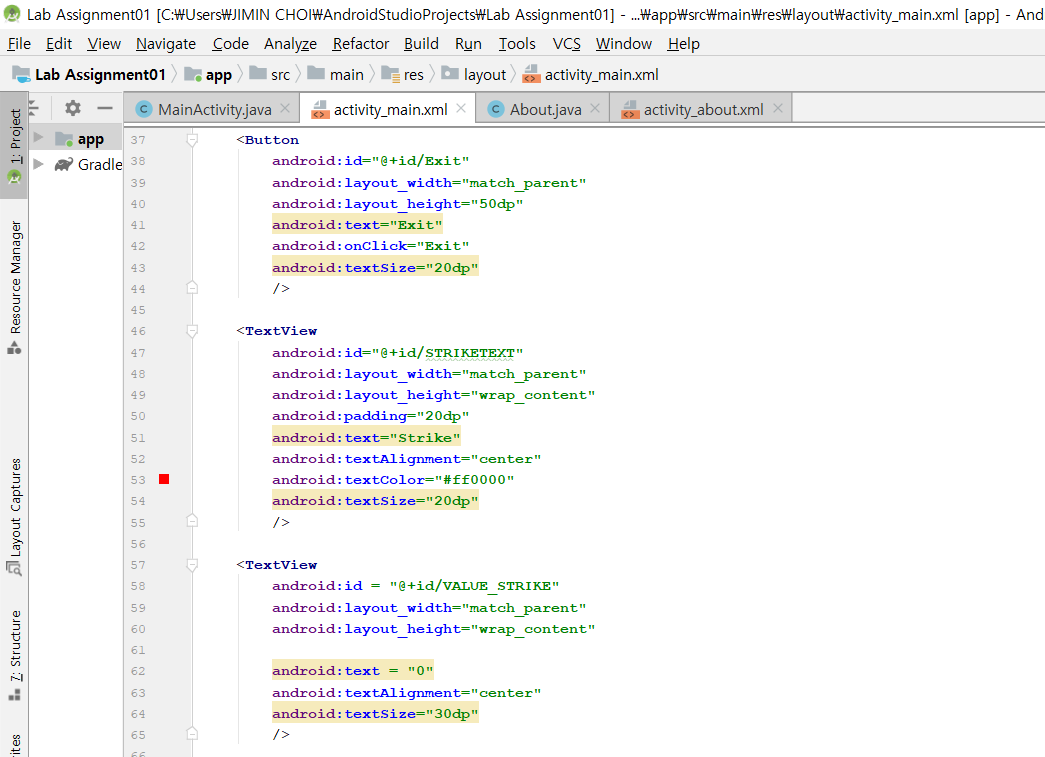 Lab Assignment01 [C:₩Users₩JIMIN CHOI₩AndroidStudioProjects₩Lab Assignment01] - ...₩app₩src₩main₩res₩layout₩activity_main.xml [app] - And
File Edit View Navigate Code Analyze Refactor Build Run Tools VCS Window Help
Lab Assignment01 app src main res layout activity_main.xml
MainActivity.java activity_main.xml About.java activity_about.xml
1: Project
app
Gradle
Resource Manager
Layout Captures
7: Structure
37 <Button
38 android:id="@+id/Exit"
39 android:layout_width="match_parent"
40 android:layout_height="50dp"
41 android:text="Exit"
42 android:onClick="Exit"
43 android:textSize="20dp"
44 />
45
46 <TextView
47 android:id="@+id/STRIKETEXT"
48 android:layout_width="match_parent"
49 android:layout_height="wrap_content"
50 android:padding="20dp"
51 android:text="Strike"
52 android:textAlignment="center"
53 android:textColor="#ff0000"
54 android:textSize="20dp"
55 />
56
57 <TextView
58 android:id = "@+id/VALUE_STRIKE"
59 android:layout_width="match_parent"
60 android:layout_height="wrap_content"
61
62 android:text = "0"
63 android:textAlignment="center"
64 android:textSize="30dp"
65 />